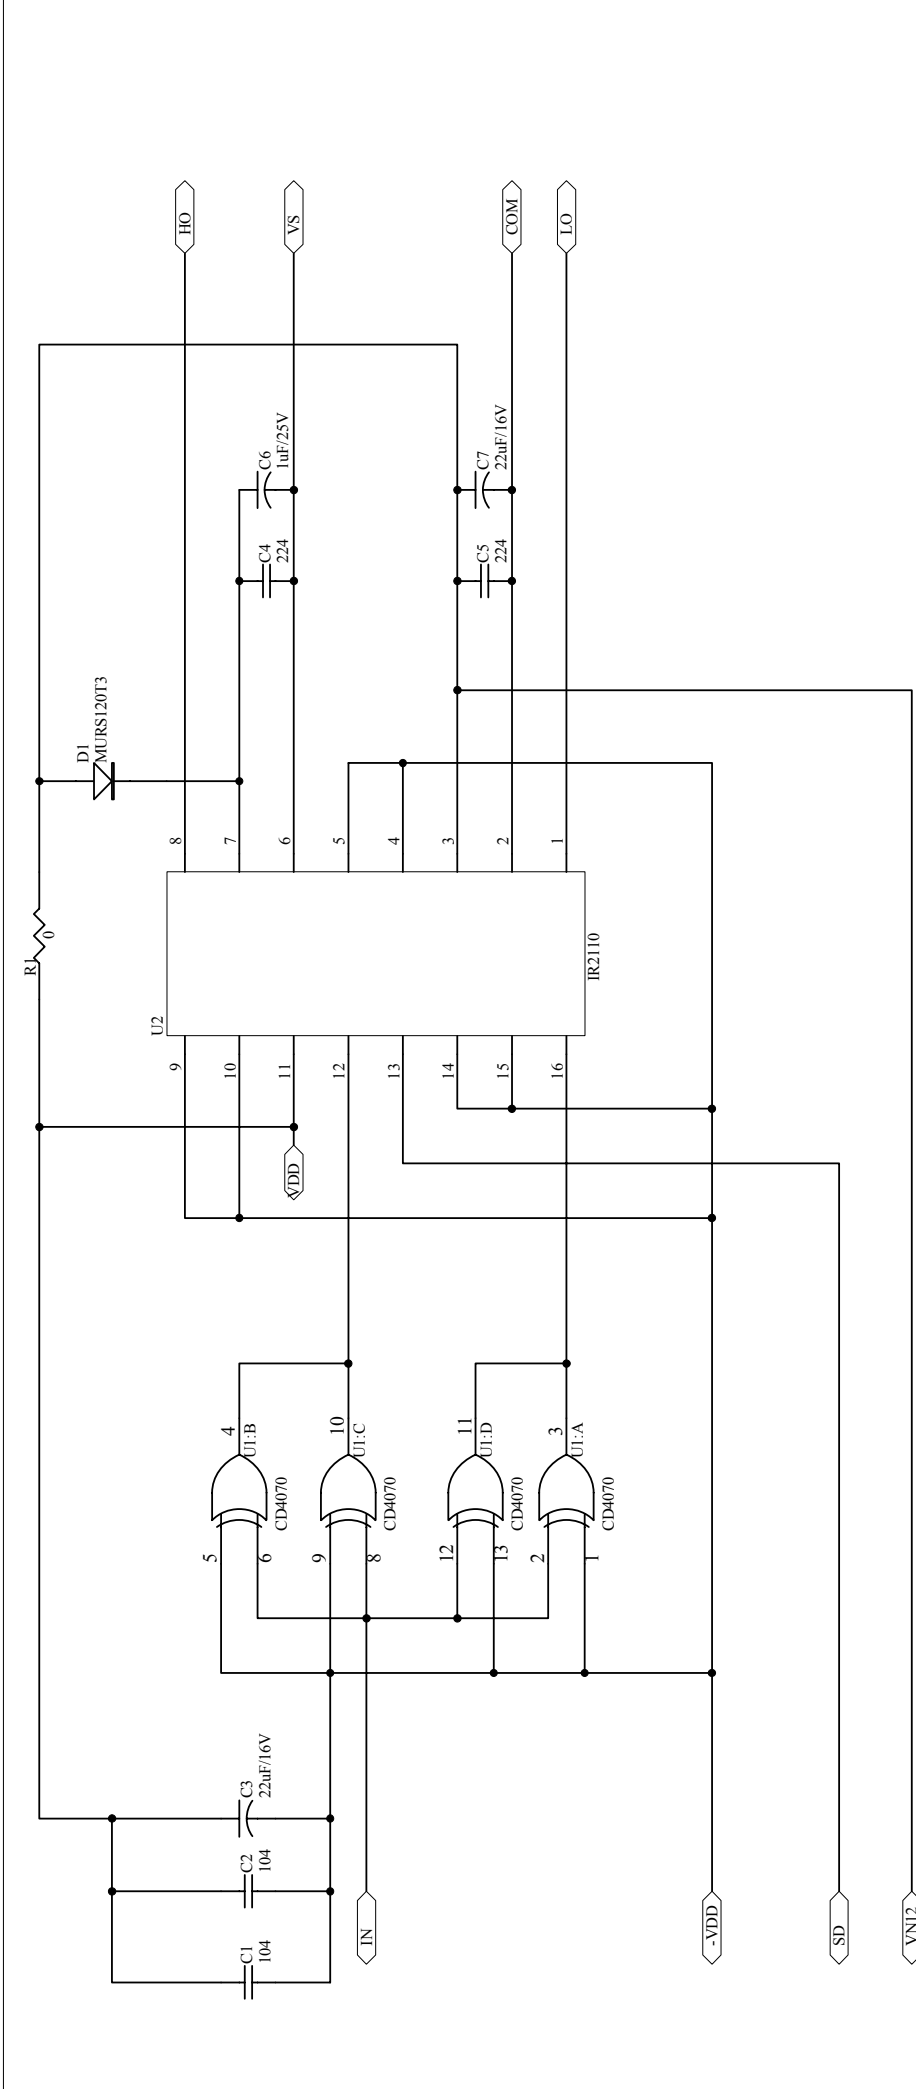 R1
0
D1
MURS120T3
HO
VS
COM
LO
C6
1uF/25V
C4
224
C7
22uF/16V
C5
224
U2
IR2110
8
7
6
5
4
3
2
1
9
10
11
12
13
14
15
16
VDD
4
U1:B
CD4070
5
6
10
U1:C
CD4070
9
8
11
U1:D
CD4070
12
13
3
U1:A
CD4070
2
1
C3
22uF/16V
C2
104
C1
104
IN
-VDD
SD
VN12